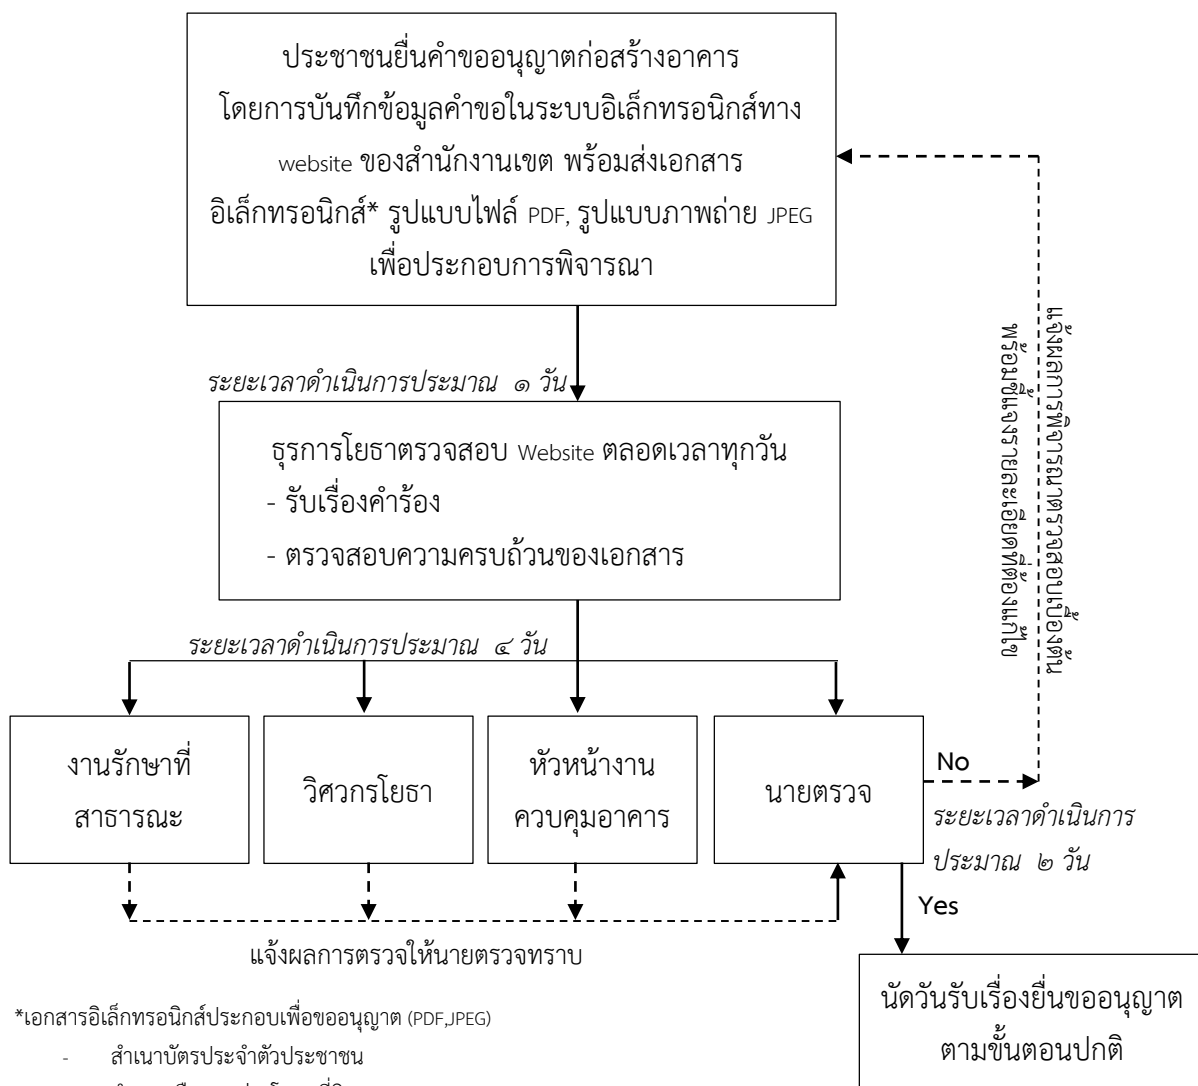 ประชาชนยื่นคำขออนุญาตก่อสร้างอาคาร
โดยการบันทึกข้อมูลคำขอในระบบอิเล็กทรอนิกส์ทาง
website ของสำนักงานเขต พร้อมส่งเอกสาร
อิเล็กทรอนิกส์* รูปแบบไฟล์ PDF, รูปแบบภาพถ่าย JPEG
เพื่อประกอบการพิจารณา
แจ้งผลการพิจารณาตรวจสอบเบื้องต้น
พร้อมชี้แจงรายละเอียดที่ต้องแก้ไข
ระยะเวลาดำเนินการประมาณ ๑ วัน
ธุรการโยธาตรวจสอบ Website ตลอดเวลาทุกวัน
- รับเรื่องคำร้อง
- ตรวจสอบความครบถ้วนของเอกสาร
ระยะเวลาดำเนินการประมาณ ๔ วัน
งานรักษาที่
สาธารณะ
วิศวกรโยธา
หัวหน้างาน
ควบคุมอาคาร
นายตรวจ
No
ระยะเวลาดำเนินการ
ประมาณ ๒ วัน
Yes
แจ้งผลการตรวจให้นายตรวจทราบ
นัดวันรับเรื่องยื่นขออนุญาต
ตามขั้นตอนปกติ
*เอกสารอิเล็กทรอนิกส์ประกอบเพื่อขออนุญาต (PDF,JPEG)
- สำเนาบัตรประจำตัวประชาชน